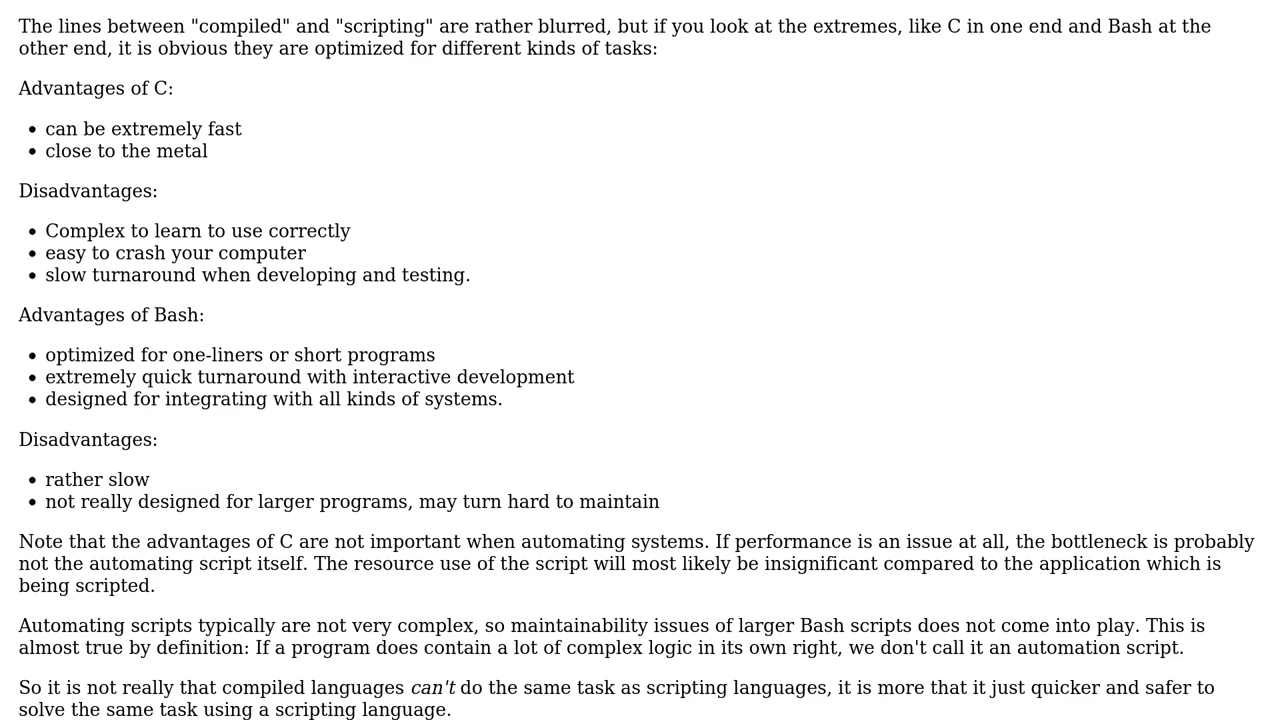 The lines between "compiled" and "scripting" are rather blurred, but if you look at the extremes, like C in one end and Bash at the
other end, it is obvious they are optimized for different kinds of tasks:
Advantages of C:
• can be extremely fast
• close to the metal
Disadvantages:
• Complex to learn to use correctly
• easy to crash your computer
• slow turnaround when developing and testing.
Advantages of Bash:
• optimized for one-liners or short programs
• extremely quick turnaround with interactive development
• designed for integrating with all kinds of systems.
Disadvantages:
• rather slow
• not really designed for larger programs, may turn hard to maintain
Note that the advantages of C are not important when automating systems. If performance is an issue at all, the bottleneck is probably
not the automating script itself. The resource use of the script will most likely be insignificant compared to the application which is
being scripted.
Automating scripts typically are not very complex, so maintainability issues of larger Bash scripts does not come into play. This is
almost true by definition: If a program does contain a lot of complex logic in its own right, we don't call it an automation script.
So it is not really that compiled languages can't do the same task as scripting languages, it is more that it just quicker and safer to
solve the same task using a scripting language.